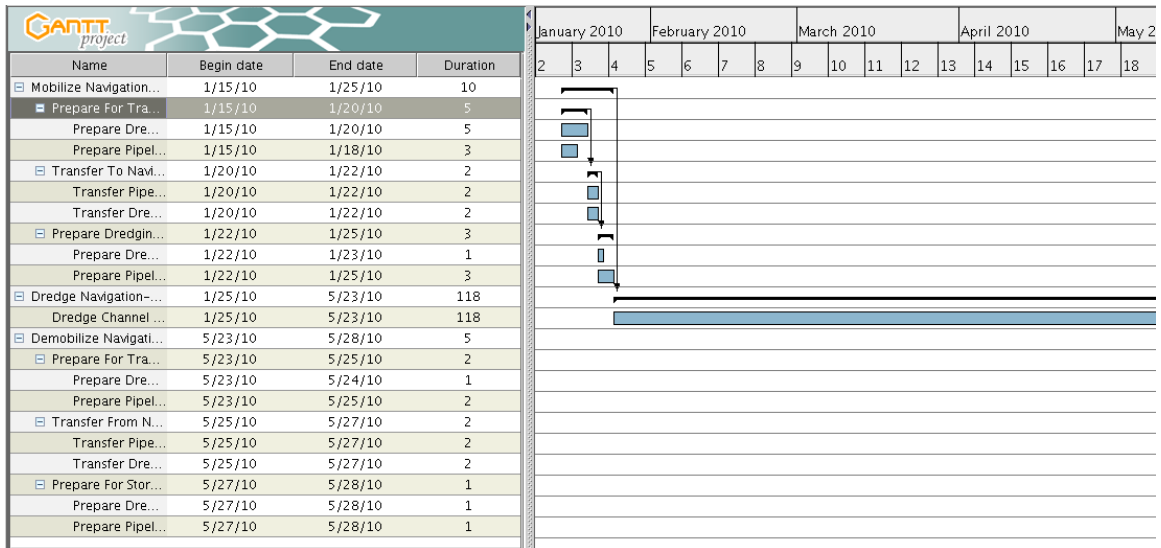 GANTT
project
January 2010 February 2010 March 2010 April 2010 May 2
2 3 4 5 6 7 8 9 10 11 12 13 14 15 16 17 18
Name Begin date End date Duration
Mobilize Navigation... 1/15/10 1/25/10 10
Prepare For Tra... 1/15/10 1/20/10 5
Prepare Dre... 1/15/10 1/20/10 5
Prepare Pipel... 1/15/10 1/18/10 3
Transfer To Navi... 1/20/10 1/22/10 2
Transfer Pipe... 1/20/10 1/22/10 2
Transfer Dre... 1/20/10 1/22/10 2
Prepare Dredgin... 1/22/10 1/25/10 3
Prepare Dre... 1/22/10 1/23/10 1
Prepare Pipel... 1/22/10 1/25/10 3
Dredge Navigation-... 1/25/10 5/23/10 118
Dredge Channel ... 1/25/10 5/23/10 118
Demobilize Navigati... 5/23/10 5/28/10 5
Prepare For Tra... 5/23/10 5/25/10 2
Prepare Dre... 5/23/10 5/24/10 1
Prepare Pipel... 5/23/10 5/25/10 2
Transfer From N... 5/25/10 5/27/10 2
Transfer Pipe... 5/25/10 5/27/10 2
Transfer Dre... 5/25/10 5/27/10 2
Prepare For Stor... 5/27/10 5/28/10 1
Prepare Dre... 5/27/10 5/28/10 1
Prepare Pipel... 5/27/10 5/28/10 1